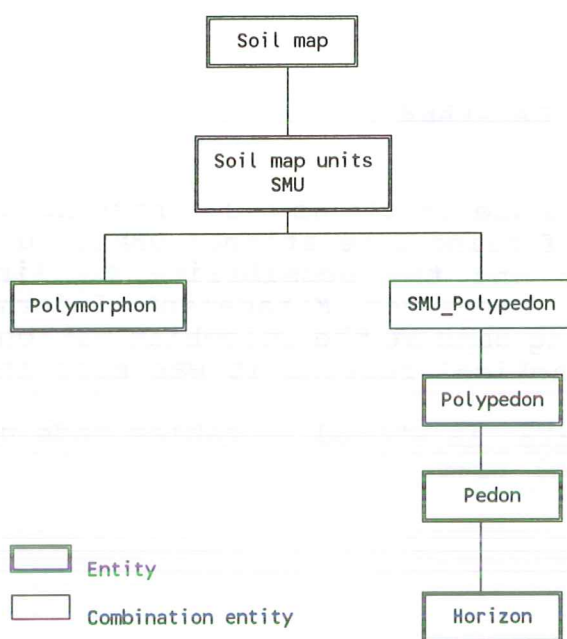 Soil map
Soil map units
SMU
Polymorphon
SMU_Polypedon
Polypedon
Pedon
Entity
Combination entity
Horizon